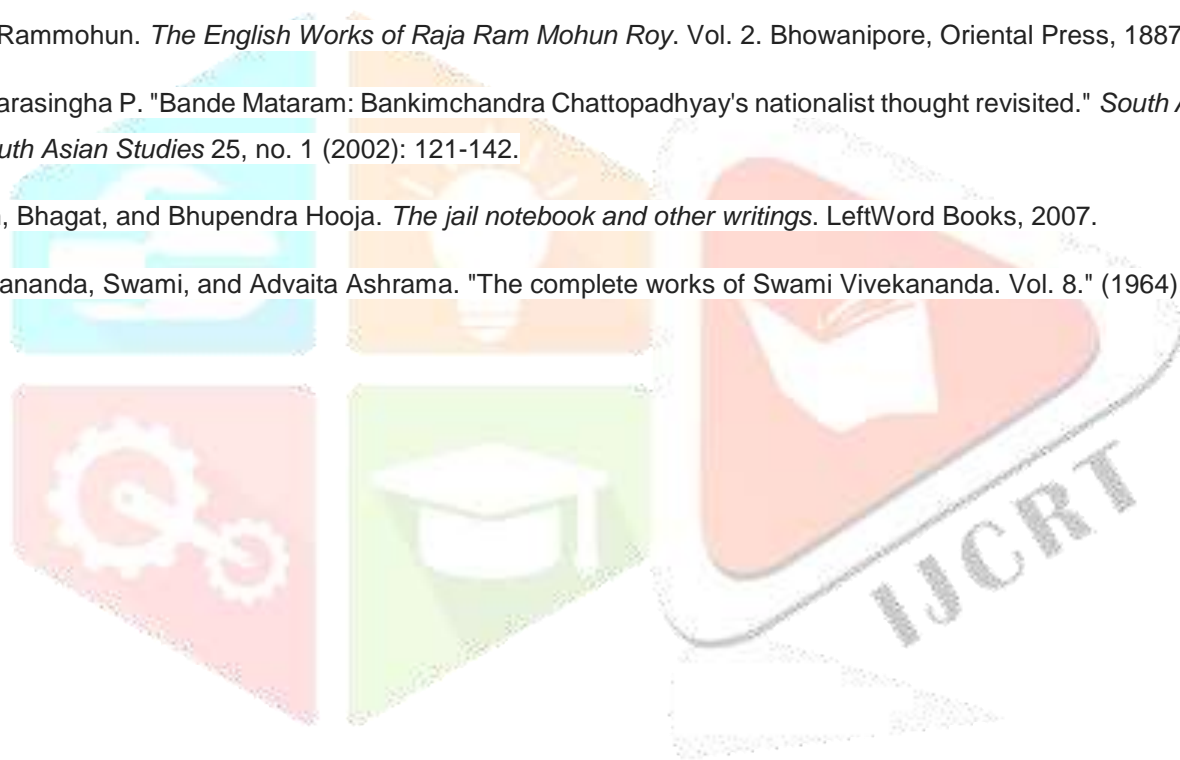 Rammohun. The English Works of Raja Ram Mohun Roy. Vol. 2. Bhowanipore, Oriental Press, 1887
arasingha P. "Bande Mataram: Bankimchandra Chattopadhyay's nationalist thought revisited." South A
uth Asian Studies 25, no. 1 (2002): 121-142.
, Bhagat, and Bhupendra Hooja. The jail notebook and other writings. LeftWord Books, 2007.
ananda, Swami, and Advaita Ashrama. "The complete works of Swami Vivekananda. Vol. 8." (1964)
IJCRT